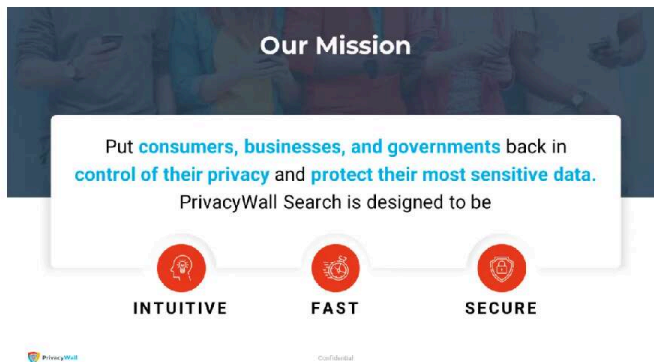 Our Mission
Put consumers, businesses, and governments back in
control of their privacy and protect their most sensitive data.
PrivacyWall Search is designed to be
INTUITIVE FAST SECURE
PrivacyWall Confidential